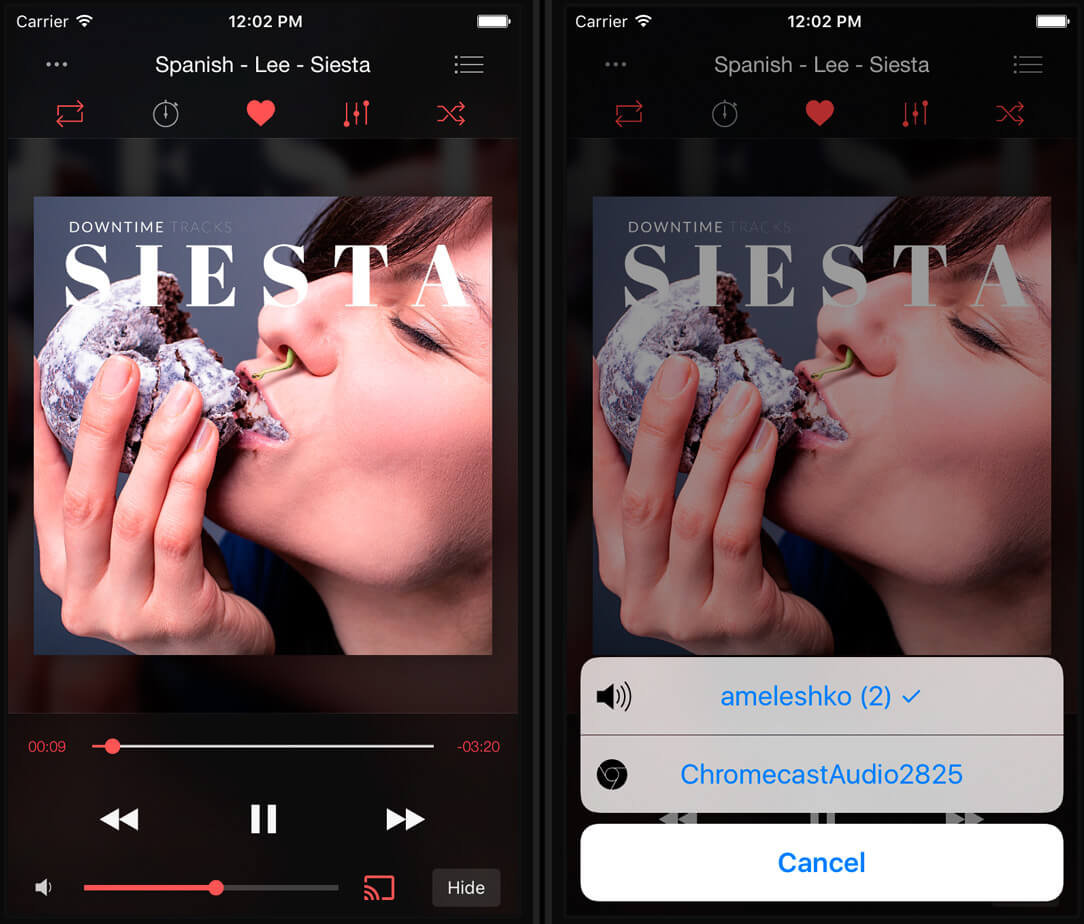 Carrier 12:02 PM
Spanish - Lee - Siesta
DOWNTIME TRACKS
SIESTA
00:09 -03:20
Hide
Carrier 12:02 PM
Spanish - Lee - Siesta
DOWNTIME TRACKS
SIESTA
ameleshko (2)
ChromecastAudio2825
Cancel